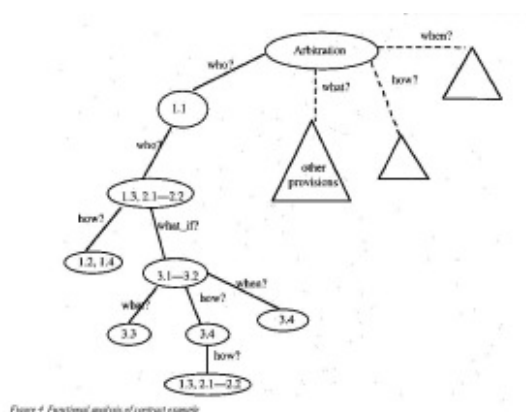 when?
Arbitration
who?
what?
how?
1.1
who?
other
provisions
1.3, 2.1—2.2
how?
what_if?
1.2, 1.4
3.1—3.2
when?
what?
how?
3.3
3.4
3.4
how?
1.3, 2.1—2.2
Figure 4 Functional analysis of contract example